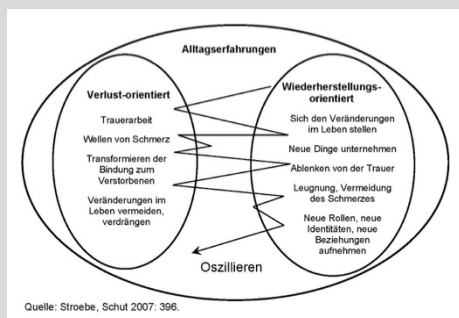 Alltagserfahrungen
Verlust-orientiert
Trauerarbeit
Wellen von Schmerz
Transformieren der
Bindung zum
Verstorbenen
Veränderungen im
Leben vermeiden,
verdrängen
Wiederherstellungs-
orientiert
Sich den Veränderungen
im Leben stellen
Neue Dinge unternehmen
Ablenken von der Trauer
Leugnung, Vermeidung
des Schmerzes
Neue Rollen, neue
Identitäten, neue
Beziehungen
aufnehmen
Oszillieren
Quelle: Stroebe, Schut 2007: 396.